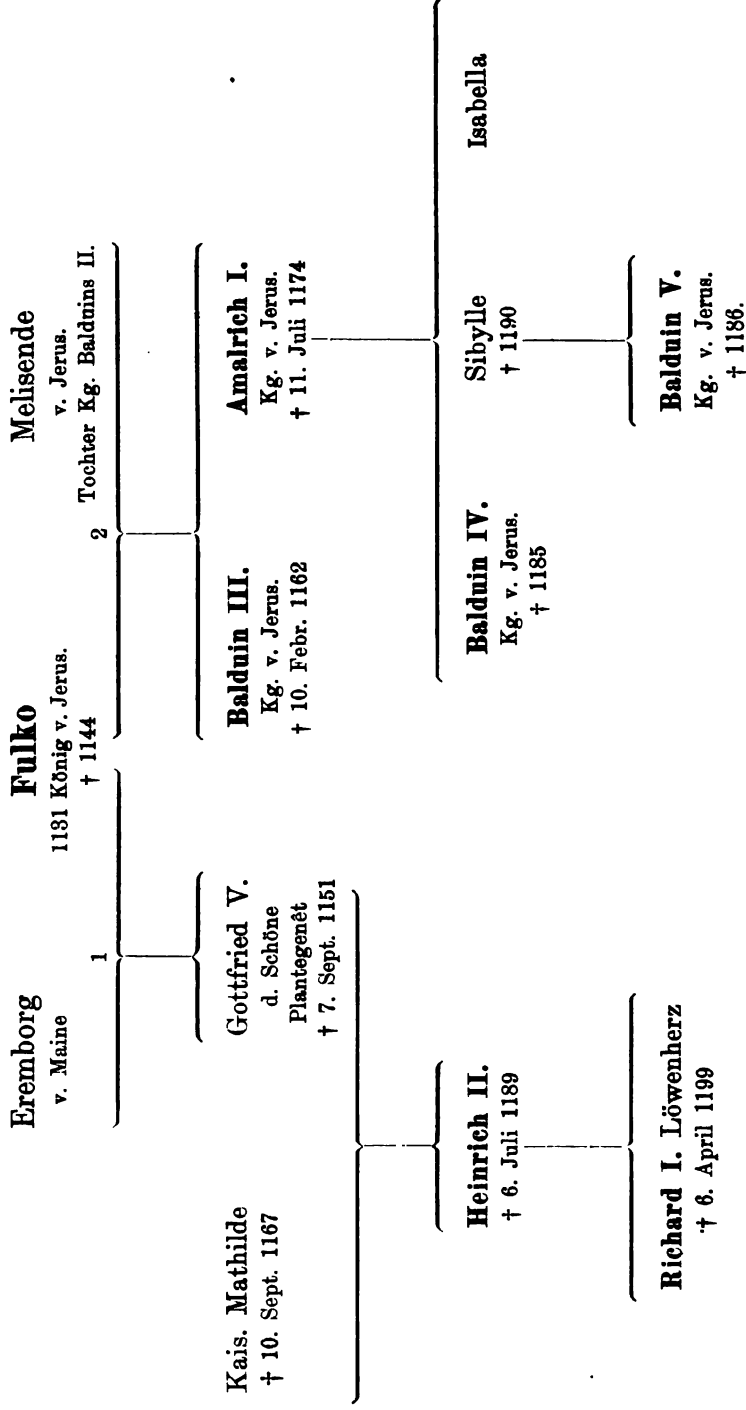 Eremborg
v. Maine
Fulko
1131 König v. Jerus.
† 1144
Melisende
v. Jerus.
Tochter Kg. Balduins II.
1
2
Kais. Mathilde
† 10. Sept. 1167
Gottfried V.
d. Schöne
Plantegenêt
† 7. Sept. 1151
Balduin III.
Kg. v. Jerus.
† 10. Febr. 1162
Amalrich I.
Kg. v. Jerus.
† 11. Juli 1174
Heinrich II.
† 6. Juli 1189
Balduin IV.
Kg. v. Jerus.
† 1185
Sibylle
† 1190
Isabella
Richard I. Löwenherz
† 6. April 1199
Balduin V.
Kg. v. Jerus.
† 1186.